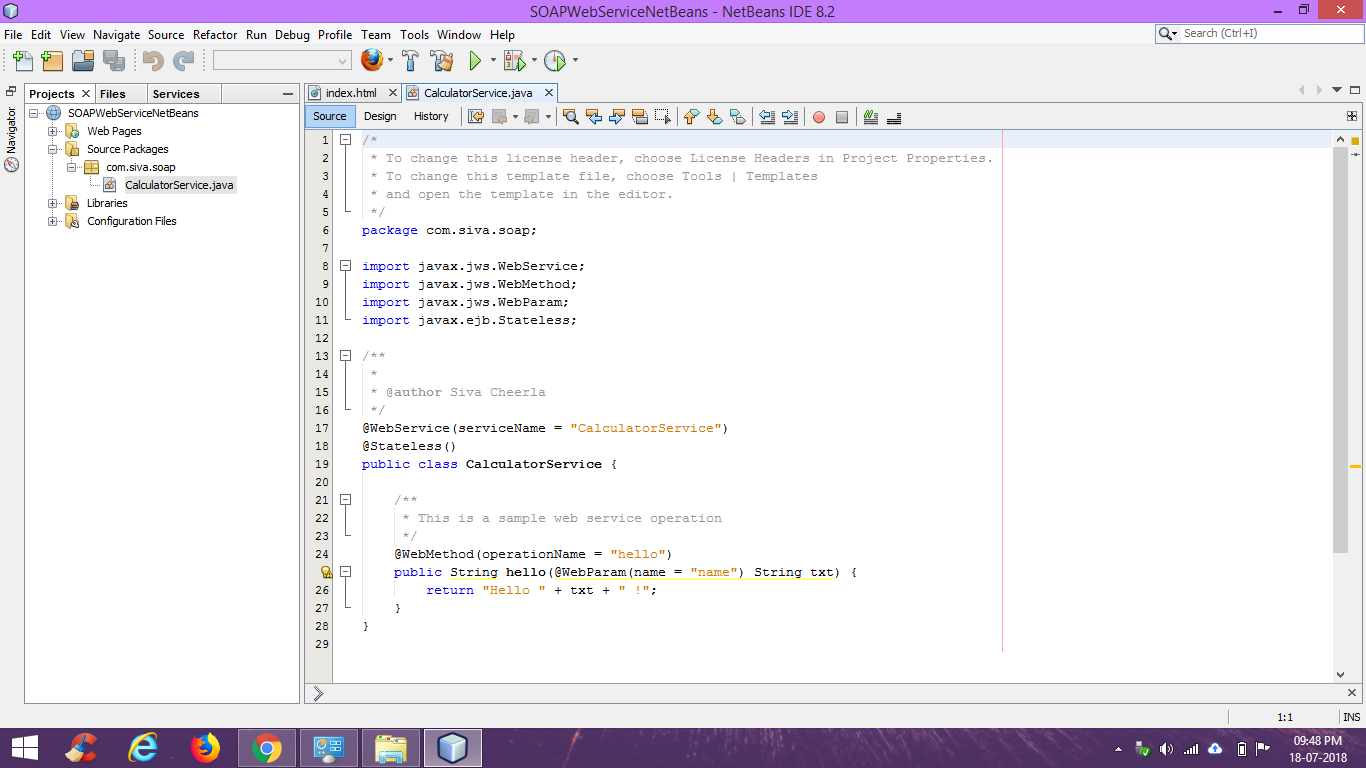 SOAPWebServiceNetBeans - NetBeans IDE 8.2
File Edit View Navigate Source Refactor Run Debug Profile Team Tools Window Help
Search (Ctrl+I)
Projects Files Services
index.html CalculatorService.java
Navigator
SOAPWebServiceNetBeans
Web Pages
Source Packages
com.siva.soap
CalculatorService.java
Libraries
Configuration Files
Source Design History
1 /*
2 * To change this license header, choose License Headers in Project Properties.
3 * To change this template file, choose Tools | Templates
4 * and open the template in the editor.
5 */
6 package com.siva.soap;
7
8 import javax.jws.WebService;
9 import javax.jws.WebMethod;
10 import javax.jws.WebParam;
11 import javax.ejb.Stateless;
12
13 /**
14 *
15 * @author Siva Cheerla
16 */
17 @WebService(serviceName = "CalculatorService")
18 @Stateless()
19 public class CalculatorService {
20
21 /**
22 * This is a sample web service operation
23 */
24 @WebMethod(operationName = "hello")
public String hello(@WebParam(name = "name") String txt) {
26 return "Hello " + txt + " !";
27 }
28 }
29
1:1 INS
09:48 PM
18-07-2018